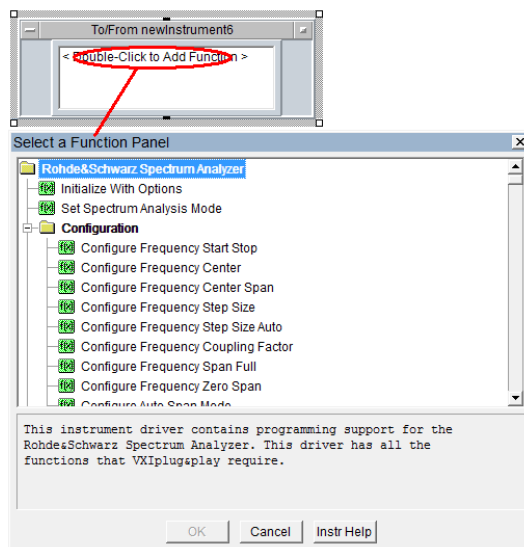 To/From newInstrument6
< Double-Click to Add Function >
Select a Function Panel
Rohde&Schwarz Spectrum Analyzer
Initialize With Options
Set Spectrum Analysis Mode
Configuration
Configure Frequency Start Stop
Configure Frequency Center
Configure Frequency Center Span
Configure Frequency Step Size
Configure Frequency Step Size Auto
Configure Frequency Coupling Factor
Configure Frequency Span Full
Configure Frequency Zero Span
Configure Auto Span Mode
This instrument driver contains programming support for the
Rohde&Schwarz Spectrum Analyzer. This driver has all the
functions that VXIplug&play require.
OK Cancel Instr Help